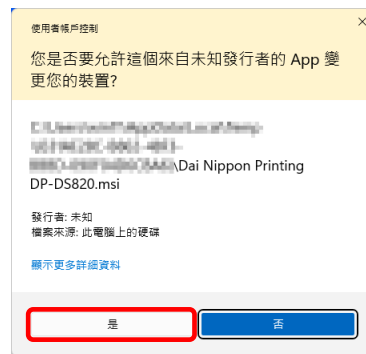 使用者帳戶控制
您是否要允許這個來自未知發行者的 App 變
更您的裝置?
\Dai Nippon Printing
DP-DS820.msi
發行者: 未知
檔案來源: 此電腦上的硬碟
顯示更多詳細資料
是
否